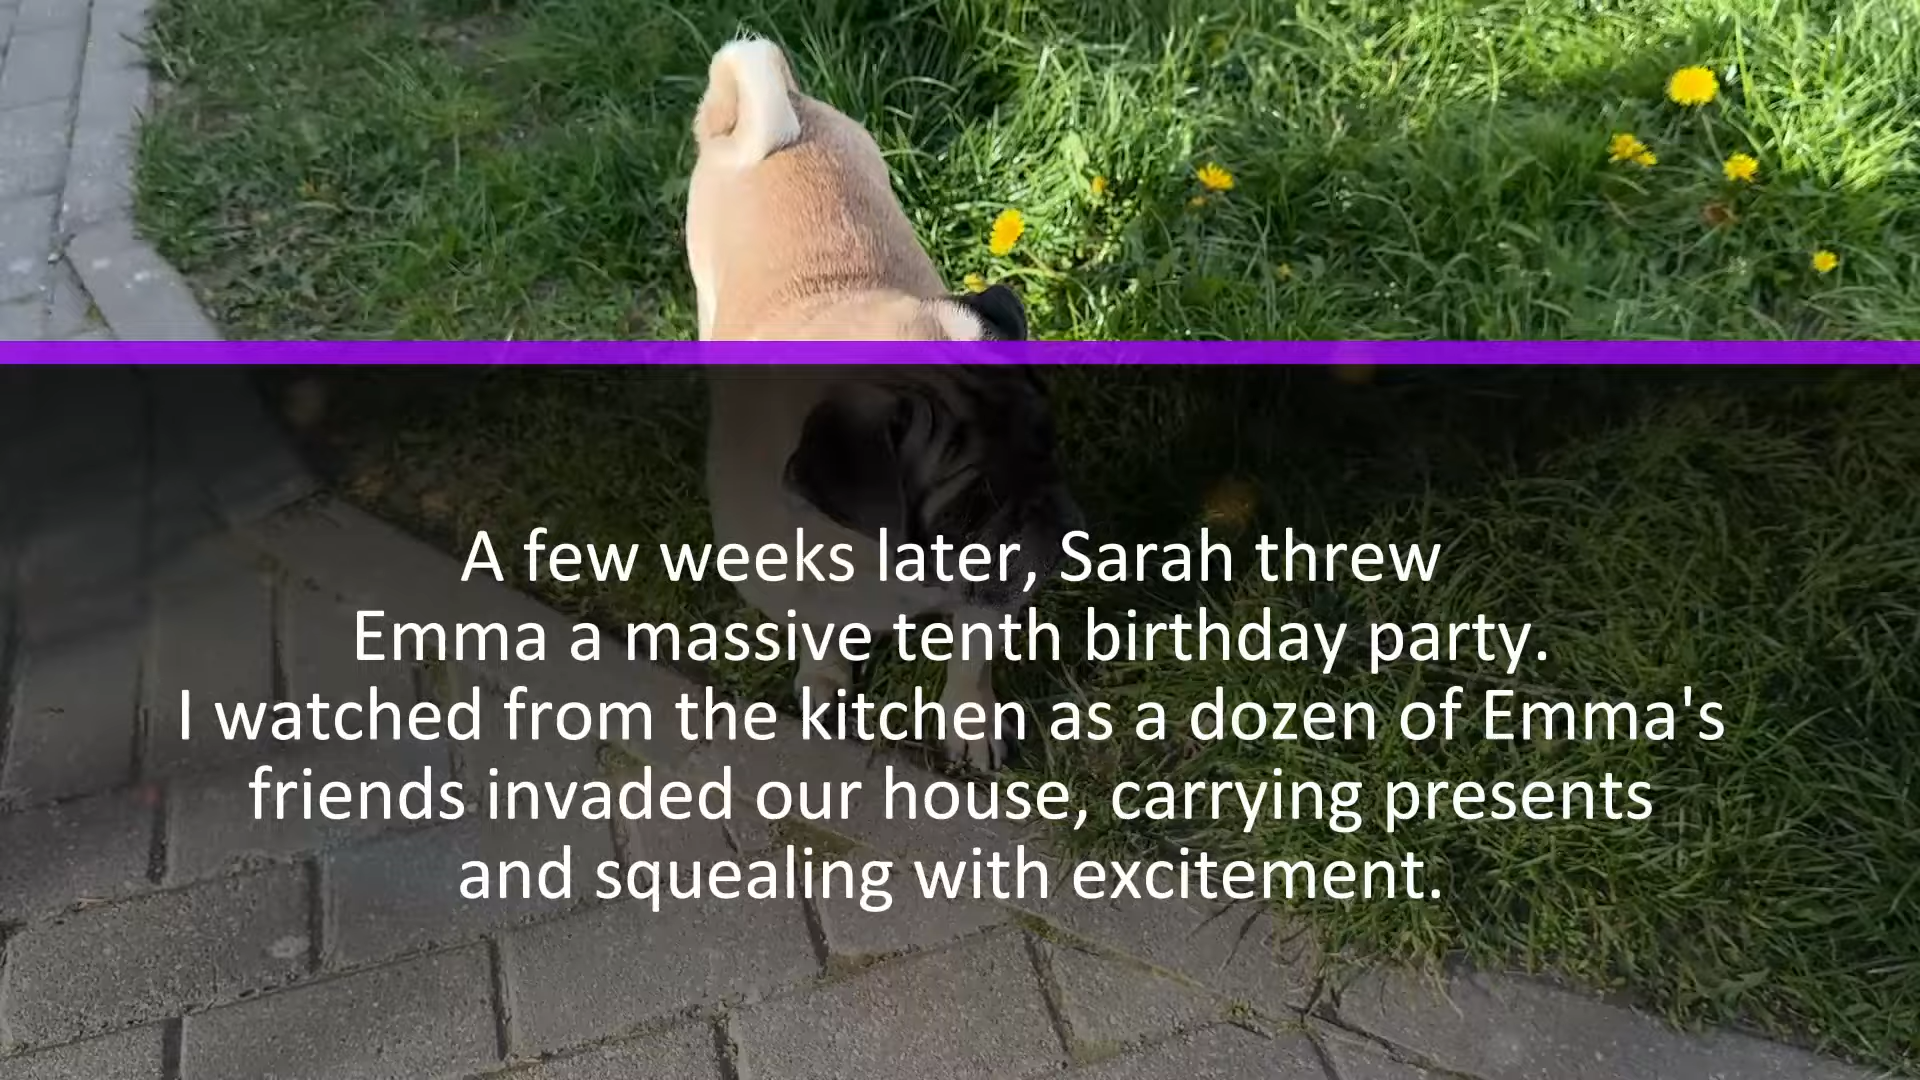 A few weeks later, Sarah threw
Emma a massive tenth birthday party.
I watched from the kitchen as a dozen of Emma's
friends invaded our house, carrying presents
and squealing with excitement.